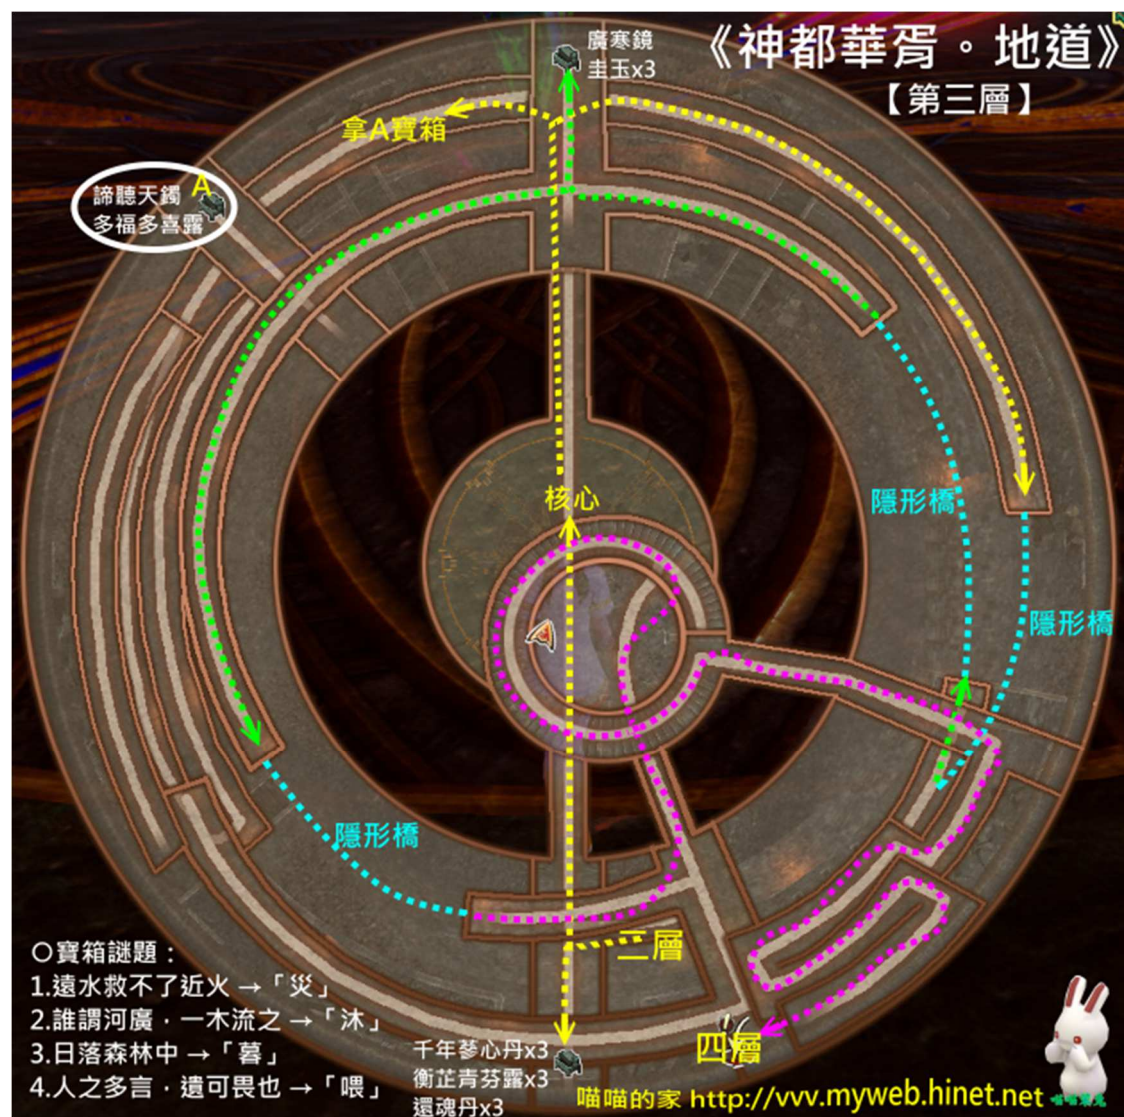 《神都華胥。地道》
【第三層】
廣寒鏡
圭玉x3
拿A寶箱
A
諦聽天鐲
多福多喜露
核心
隱形橋
隱形橋
隱形橋
二層
四層
○寶箱謎題：
1.遠水救不了近火→「災」
2.誰謂河廣．一木流之→「沐」
3.日落森林中→「暮」
4.人之多言，遺可畏也→「喂」
千年蔘心丹x3
衡芷青芬露x3
還魂丹x3
喵喵的家 http://vvv.myweb.hinet.net